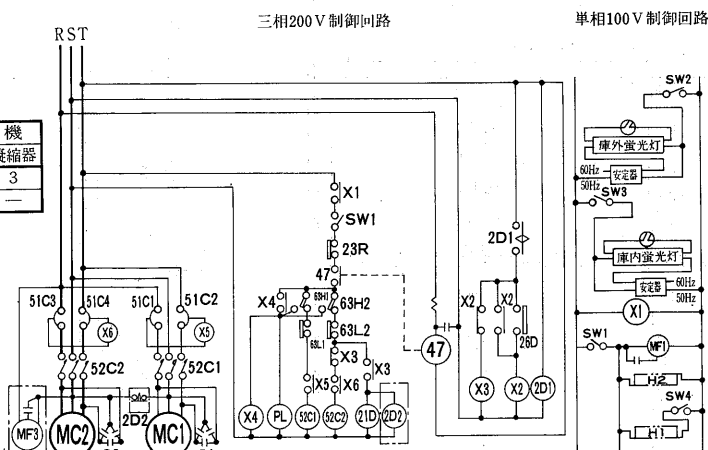 三相200V制御回路
単相100V制御回路
RST
SW2
機
凝縮器
3
—
庫外蛍光灯
60Hz
安定器
50Hz
SW3
X1
SW1
23R
2D1
47
庫内蛍光灯
60Hz
安定器
50Hz
51C3
51C4
51C1
51C2
X4
63H1
63H2
X2
X2
X1
X6
X5
63L1
63L2
26D
SW1
47
MF1
52C2
52C1
X3
X3
H2
X5
X6
X3
X2
2D1
SW4
2D2
X4
PL
52C1
52C2
21D
2D2
MF3
MC2
MC1
H1